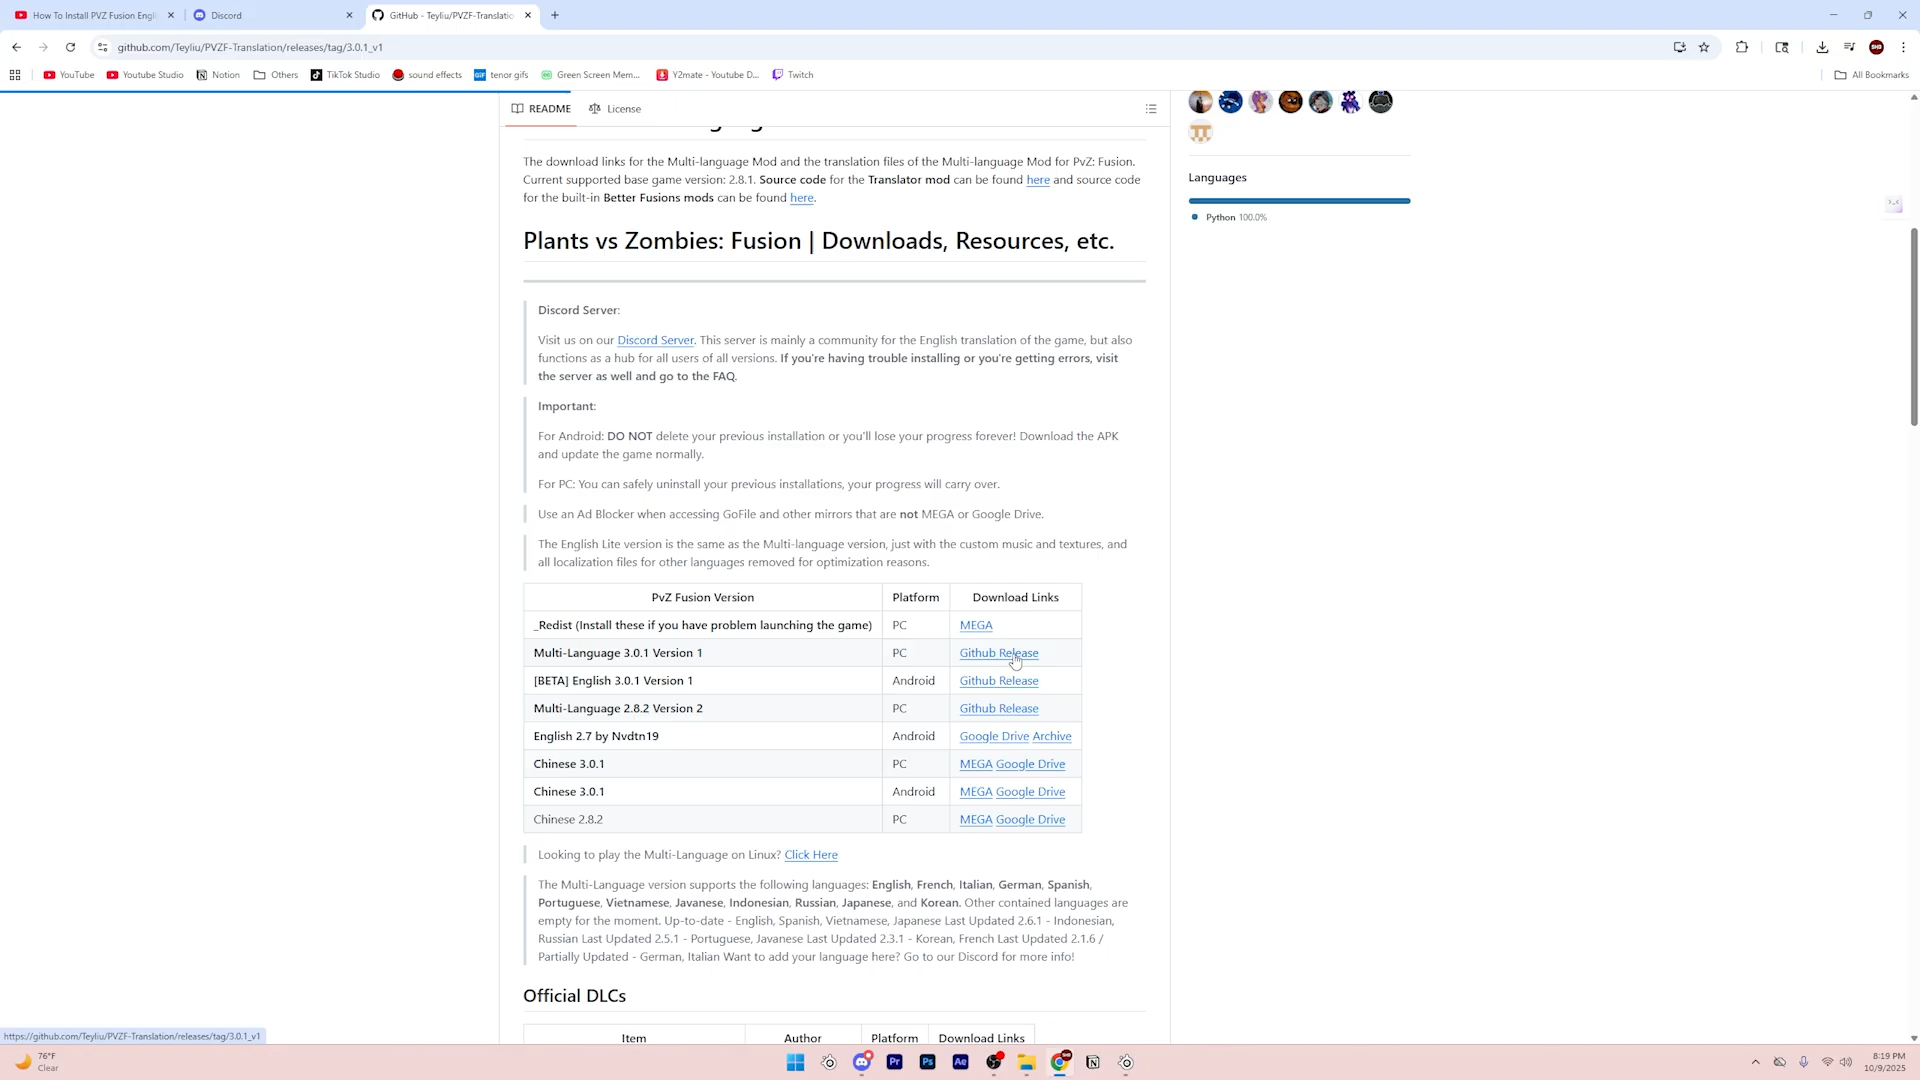 How To Install PVZ Fusion Engli
Discord
GitHub - Teyliu/PVZF-Translatio
github.com/Teyliu/PVZF-Translation/releases/tag/3.0.1_v1
YouTube
Youtube Studio
Notion
Others
TikTok Studio
sound effects
tenor gifs
Green Screen Mem...
Y2mate - Youtube D...
Twitch
All Bookmarks
README
License
The download links for the Multi-language Mod and the translation files of the Multi-language Mod for PvZ: Fusion.
Current supported base game version: 2.8.1. Source code for the Translator mod can be found here and source code
for the built-in Better Fusions mods can be found here.
Languages
Python 100.0%
Plants vs Zombies: Fusion | Downloads, Resources, etc.
Discord Server:
Visit us on our Discord Server. This server is mainly a community for the English translation of the game, but also
functions as a hub for all users of all versions. If you're having trouble installing or you're getting errors, visit
the server as well and go to the FAQ.
Important:
For Android: DO NOT delete your previous installation or you'll lose your progress forever! Download the APK
and update the game normally.
For PC: You can safely uninstall your previous installations, your progress will carry over.
Use an Ad Blocker when accessing GoFile and other mirrors that are not MEGA or Google Drive.
The English Lite version is the same as the Multi-language version, just with the custom music and textures, and
all localization files for other languages removed for optimization reasons.
PvZ Fusion Version Platform Download Links
_Redist (Install these if you have problem launching the game) PC MEGA
Multi-Language 3.0.1 Version 1 PC Github Release
[BETA] English 3.0.1 Version 1 Android Github Release
Multi-Language 2.8.2 Version 2 PC Github Release
English 2.7 by Nvdtn19 Android Google Drive Archive
Chinese 3.0.1 PC MEGA Google Drive
Chinese 3.0.1 Android MEGA Google Drive
Chinese 2.8.2 PC MEGA Google Drive
Looking to play the Multi-Language on Linux? Click Here
The Multi-Language version supports the following languages: English, French, Italian, German, Spanish,
Portuguese, Vietnamese, Javanese, Indonesian, Russian, Japanese, and Korean. Other contained languages are
empty for the moment. Up-to-date - English, Spanish, Vietnamese, Japanese Last Updated 2.6.1 - Indonesian,
Russian Last Updated 2.5.1 - Portuguese, Javanese Last Updated 2.3.1 - Korean, French Last Updated 2.1.6 /
Partially Updated - German, Italian Want to add your language here? Go to our Discord for more info!
Official DLCs
Item Author Platform Download Links
https://github.com/Teyliu/PVZF-Translation/releases/tag/3.0.1_v1
76°F
Clear
Pr
Ps
Ae
8:19 PM
10/9/2025